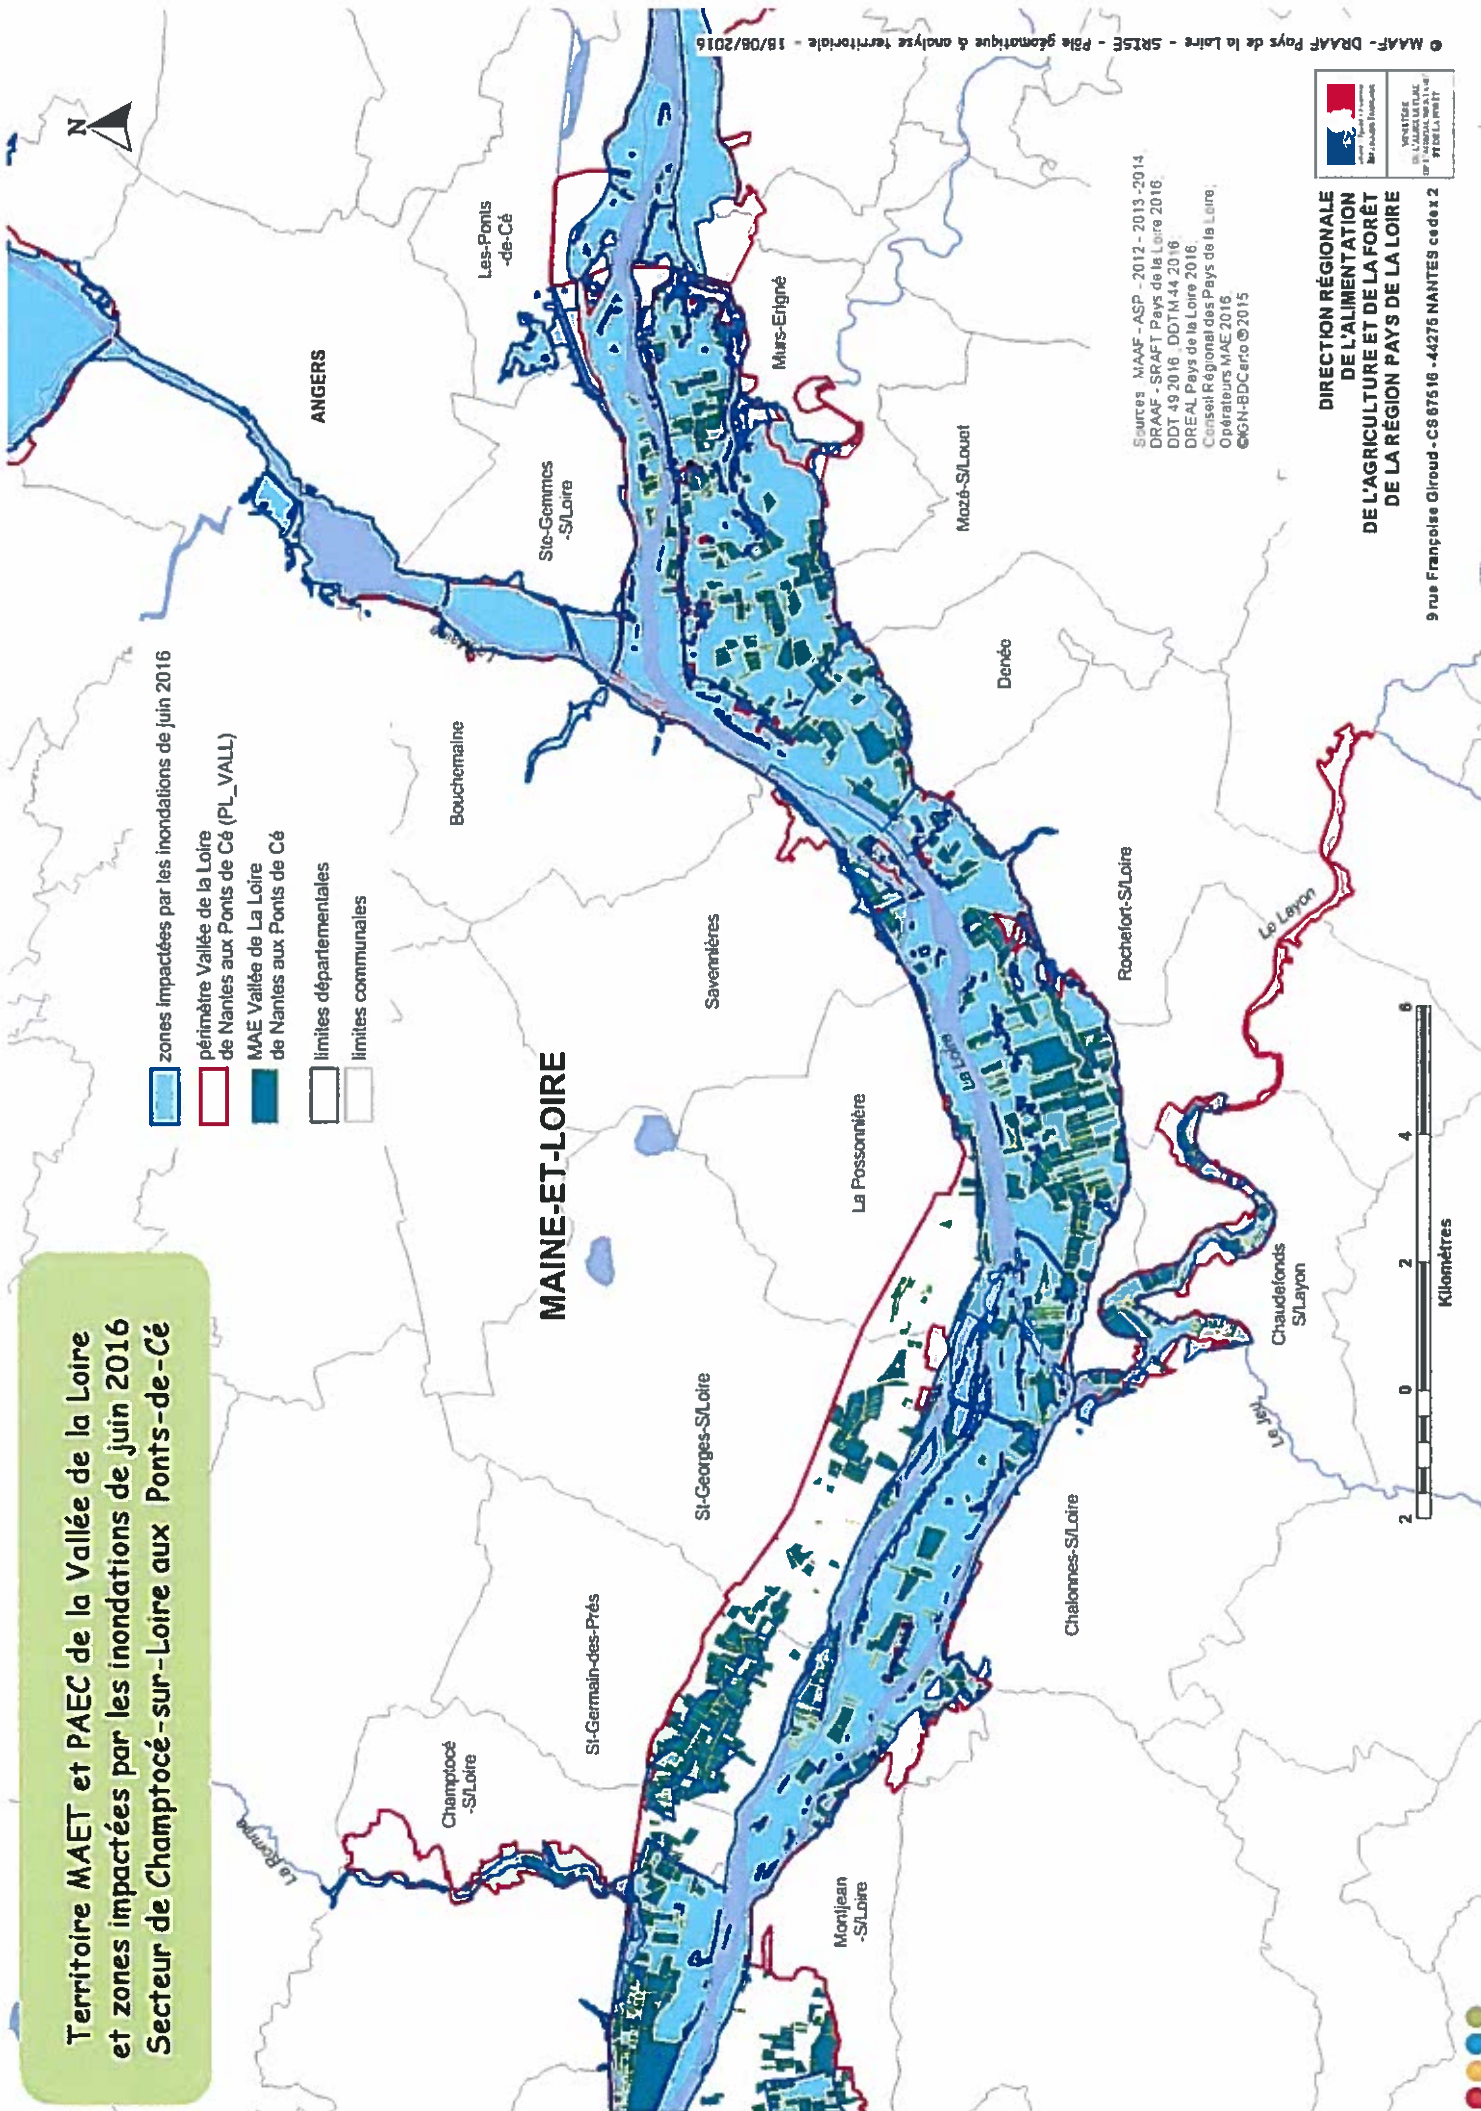 Territoire MAET et PAEC de la Vallée de la Loire
et zones impactées par les inondations de juin 2016
Secteur de Champtocé-sur-Loire aux Ponts-de-Cé
zones impactées par les inondations de juin 2016
périmètre Vallée de la Loire
de Nantes aux Ponts de Cé (PL_VALL)
MAE Vallée de La Loire
de Nantes aux Ponts de Cé
limites départementales
limites communales
N
MAINE-ET-LOIRE
ANGERS
Les-Ponts
-de-Cé
Ste-Gemmes
-S/Loire
Bouchemaine
Savennières
La Possonnière
St-Georges-S/Loire
St-Germain-des-Prés
Champtocé
-S/Loire
La Romme
Montjean
-S/Loire
Chalonnes-S/Loire
Chaudefonds
S/Layon
Le Jeu
Le Layon
La Loire
Rochefort-S/Loire
Denée
Mozé-S/Louet
Murs-Erigné
2 0 2 4 6
Kilomètres
Sources : MAAF - ASP - 2012 - 2013 - 2014
DRAAF - SRAFT Pays de la Loire 2016
DDT 49 2016 DDTM 44 2016
DREAL Pays de la Loire 2016
Conseil Régional des Pays de la Loire
Opérateurs MAE 2016
©IGN-BDCarto ©2015
DIRECTION RÉGIONALE
DE L'ALIMENTATION
DE L'AGRICULTURE ET DE LA FORÊT
DE LA RÉGION PAYS DE LA LOIRE
9 rue Françoise Giroud - CS 67516 - 44275 NANTES cedex 2
© MAAF - DRAAF Pays de la Loire - SRISE - Pôle géomatique & analyse territoriale - 18/08/2016